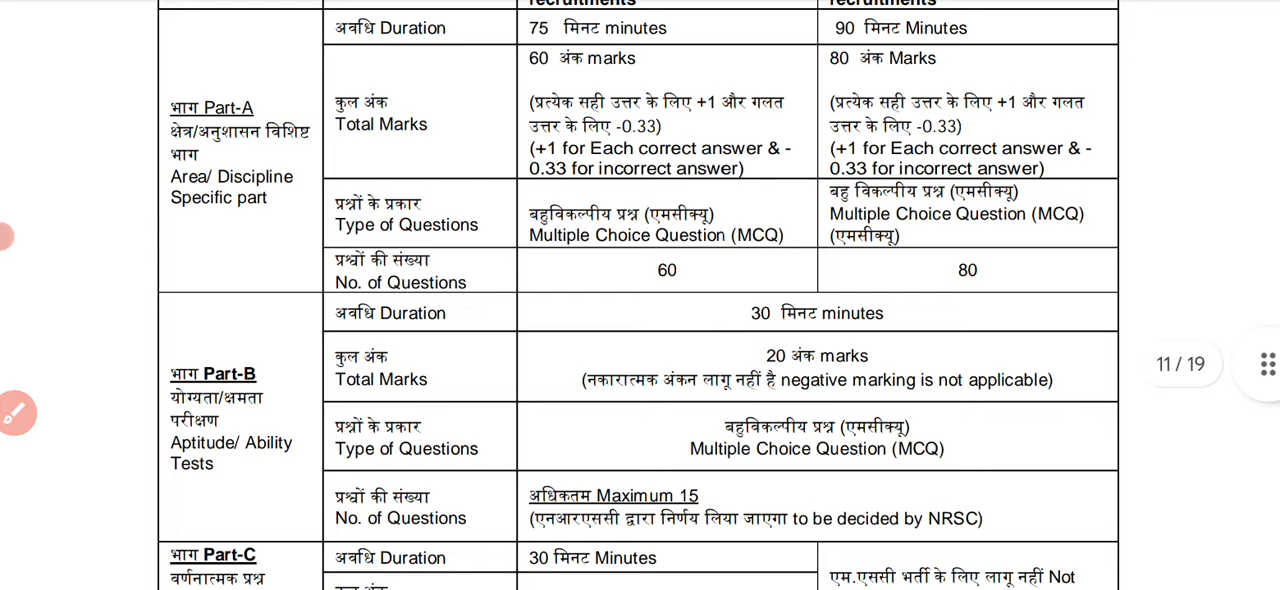 recruitments
recruitments
अवधि Duration
75 मिनट minutes
90 मिनट Minutes
भाग Part-A
क्षेत्र/अनुशासन विशिष्ट
भाग
Area/ Discipline
Specific part
कुल अंक
Total Marks
60 अंक marks
(प्रत्येक सही उत्तर के लिए +1 और गलत
उत्तर के लिए -0.33)
(+1 for Each correct answer & -
0.33 for incorrect answer)
80 अंक Marks
(प्रत्येक सही उत्तर के लिए +1 और गलत
उत्तर के लिए -0.33)
(+1 for Each correct answer & -
0.33 for incorrect answer)
प्रश्नों के प्रकार
Type of Questions
बहुविकल्पीय प्रश्न (एमसीक्यू)
Multiple Choice Question (MCQ)
बहु विकल्पीय प्रश्न (एमसीक्यू)
Multiple Choice Question (MCQ)
(एमसीक्यू)
प्रश्नों की संख्या
No. of Questions
60
80
भाग Part-B
योग्यता/क्षमता
परीक्षण
Aptitude/ Ability
Tests
अवधि Duration
30 मिनट minutes
कुल अंक
Total Marks
20 अंक marks
(नकारात्मक अंकन लागू नहीं है negative marking is not applicable)
प्रश्नों के प्रकार
Type of Questions
बहुविकल्पीय प्रश्न (एमसीक्यू)
Multiple Choice Question (MCQ)
प्रश्नों की संख्या
No. of Questions
अधिकतम Maximum 15
(एनआरएससी द्वारा निर्णय लिया जाएगा to be decided by NRSC)
भाग Part-C
वर्णनात्मक प्रश्न
अवधि Duration
30 मिनट Minutes
एम.एससी भर्ती के लिए लागू नहीं Not
11 / 19